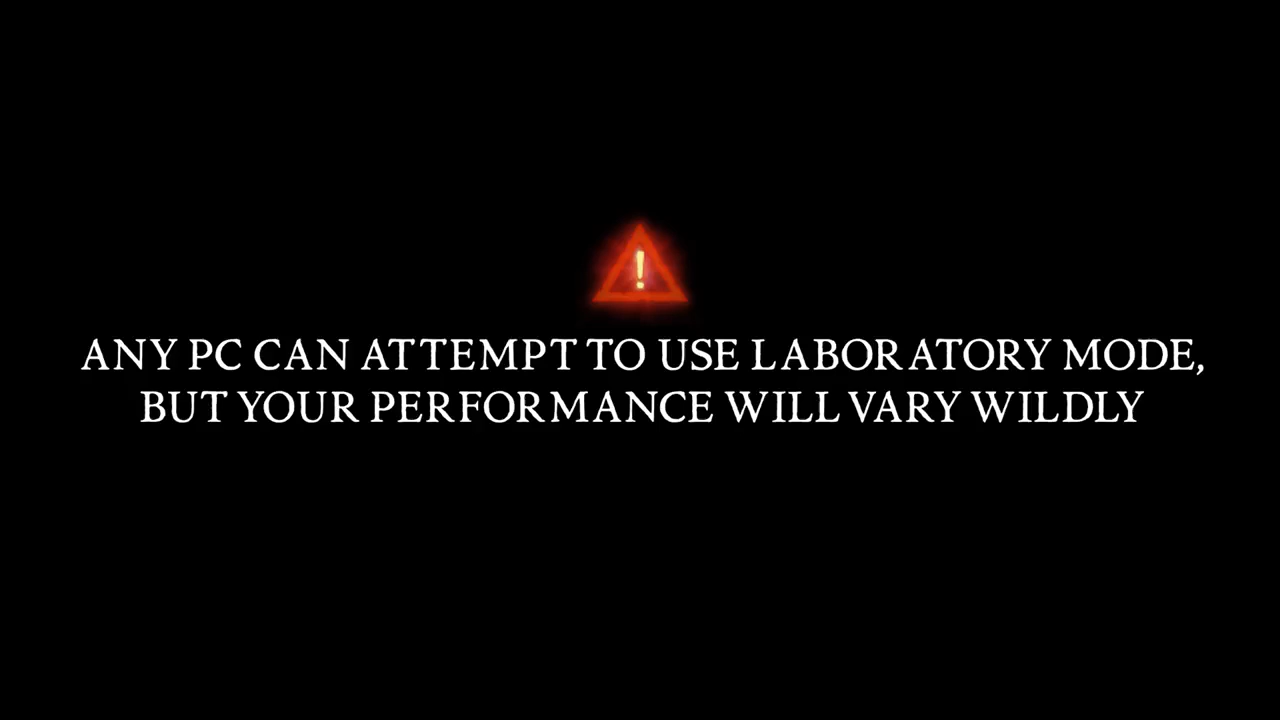 !
ANY PC CAN ATTEMPT TO USE LABORATORY MODE,
BUT YOUR PERFORMANCE WILL VARY WILDLY